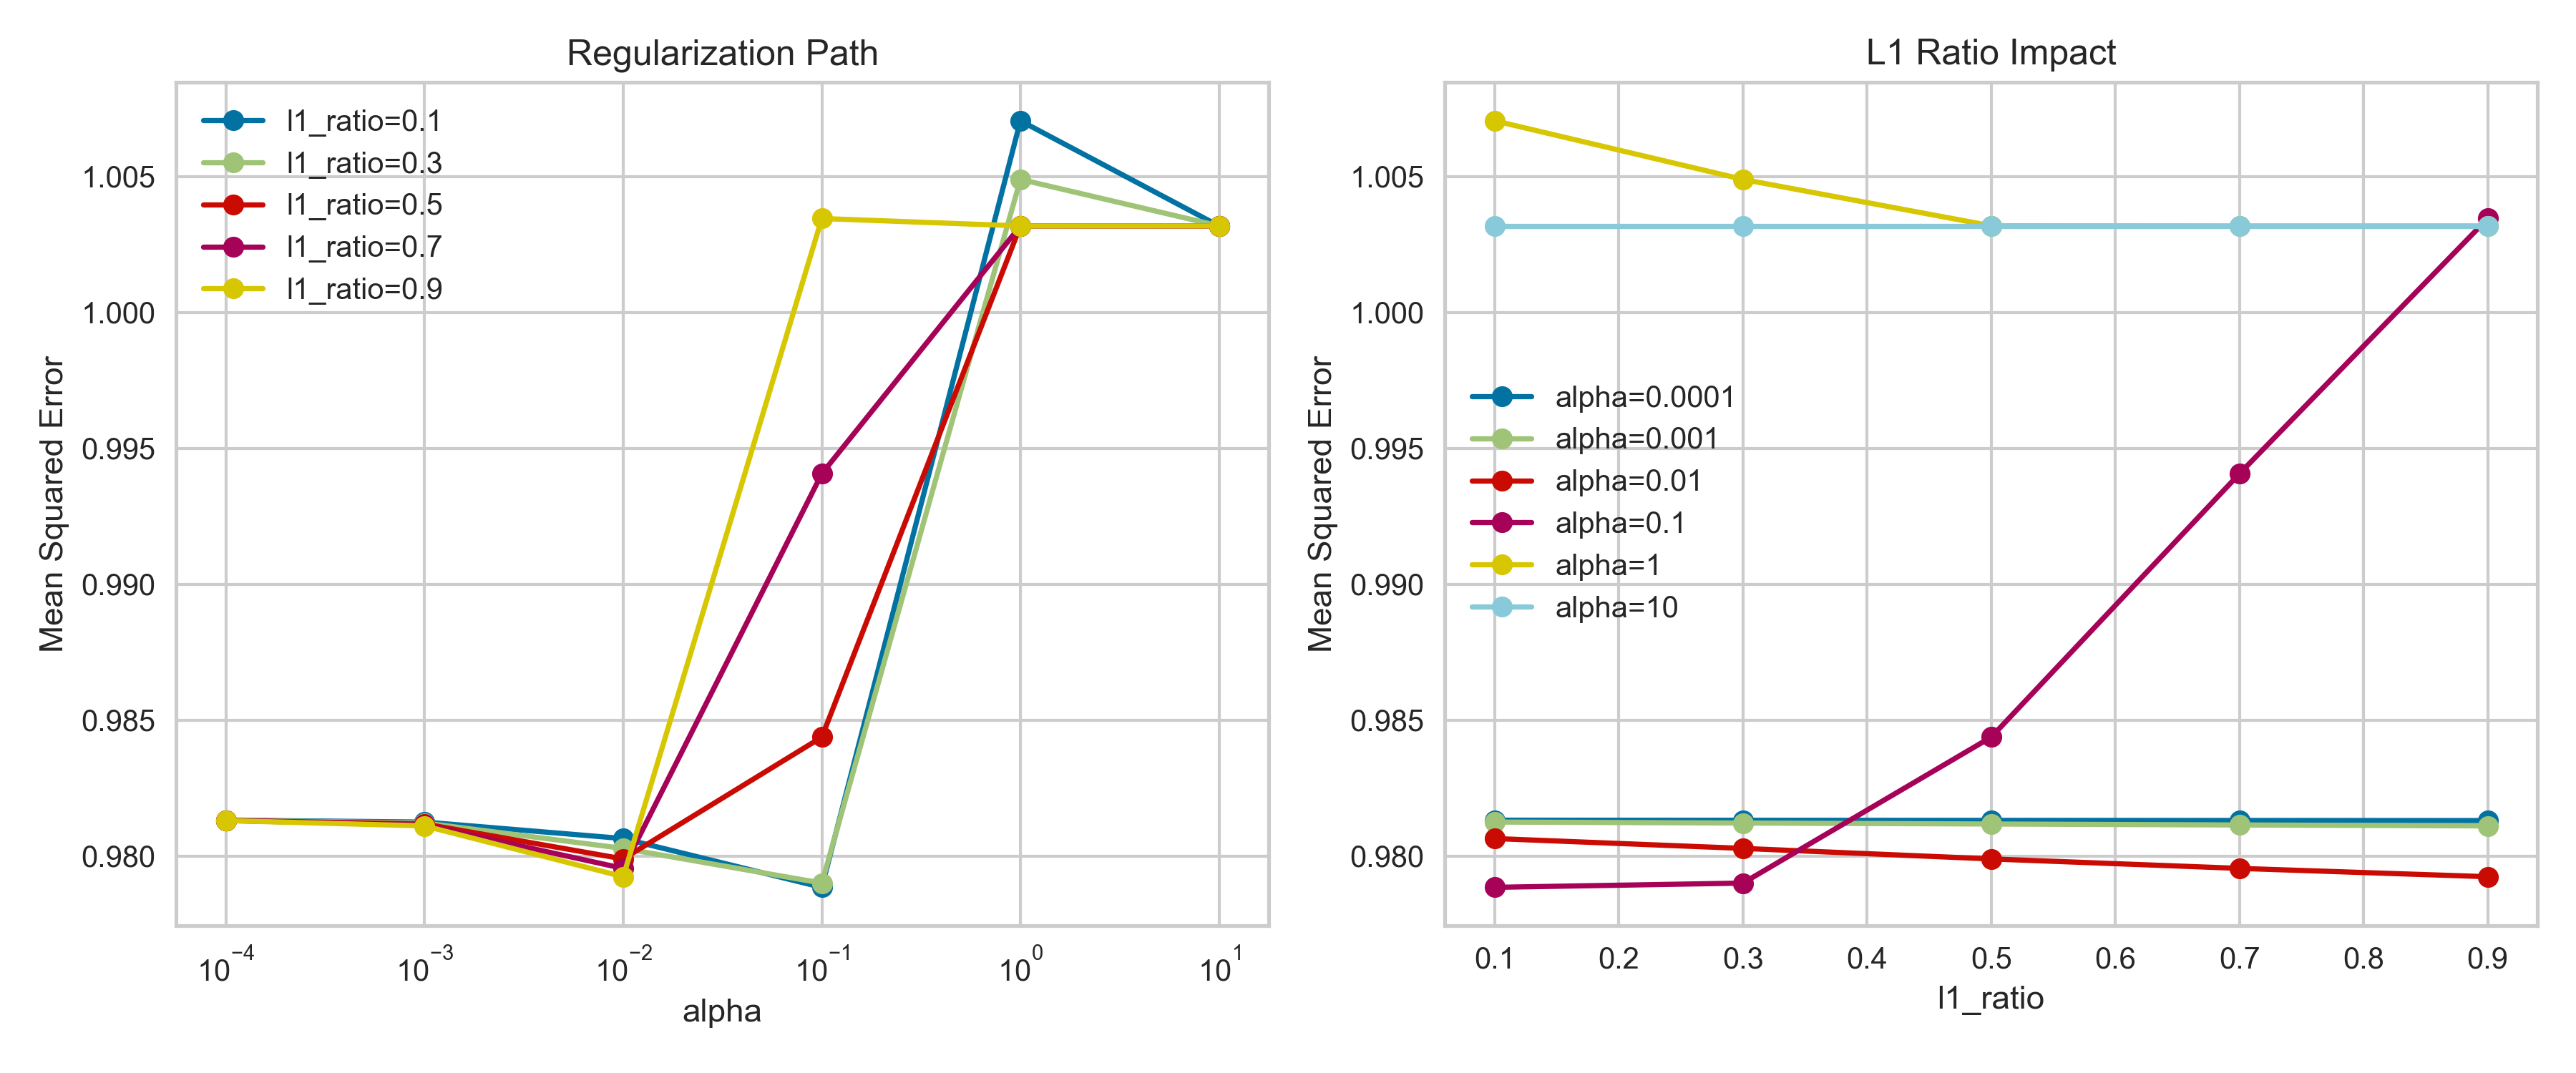 Regularization Path
l1_ratio=0.1
l1_ratio=0.3
l1_ratio=0.5
l1_ratio=0.7
l1_ratio=0.9
1.005
1.000
0.995
0.990
0.985
0.980
Mean Squared Error
10⁻⁴ 10⁻³ 10⁻² 10⁻¹ 10⁰ 10¹
alpha
L1 Ratio Impact
1.005
1.000
0.995
0.990
0.985
0.980
Mean Squared Error
alpha=0.0001
alpha=0.001
alpha=0.01
alpha=0.1
alpha=1
alpha=10
0.1 0.2 0.3 0.4 0.5 0.6 0.7 0.8 0.9
l1_ratio